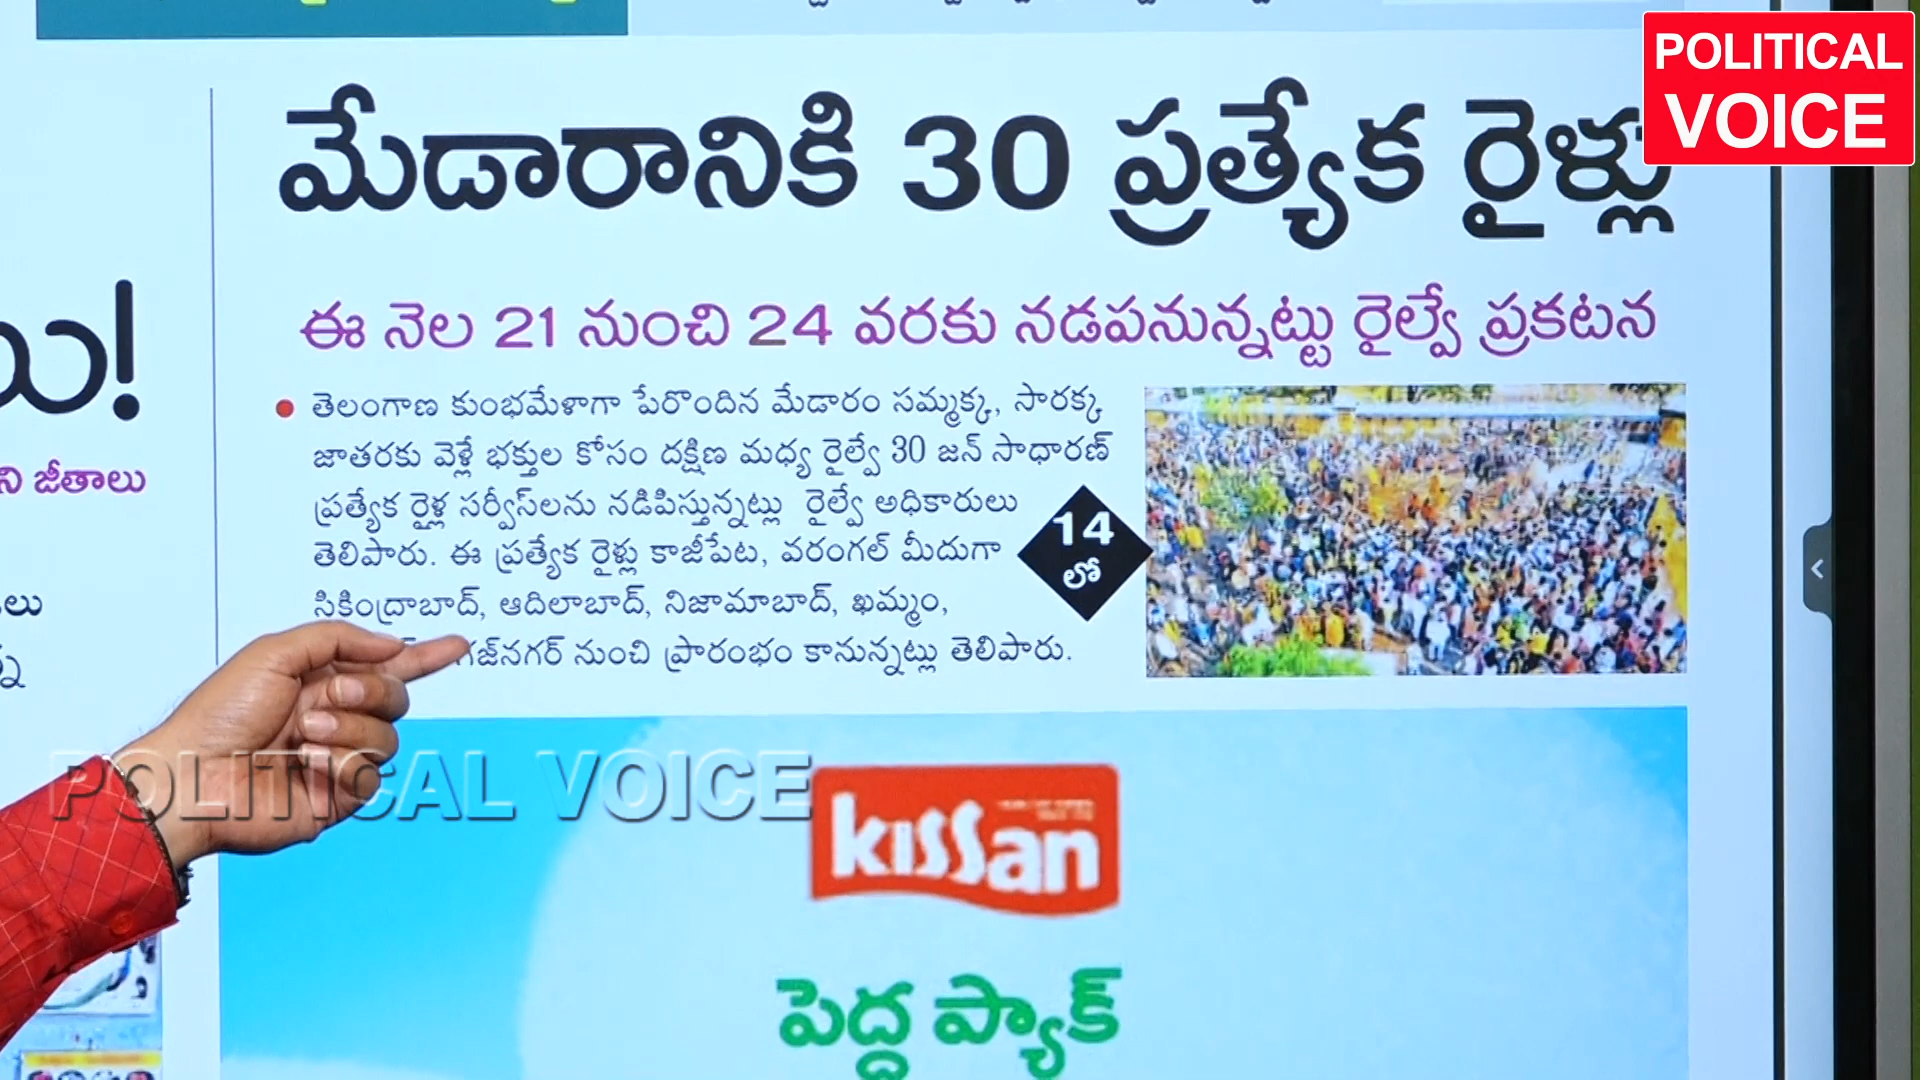 POLITICAL
VOICE
మేడారానికి 30 ప్రత్యేక రైళ్లు
ఈ నెల 21 నుంచి 24 వరకు నడపనున్నట్టు రైల్వే ప్రకటన
తెలంగాణ కుంభమేళాగా పేరొందిన మేడారం సమ్మక్క, సారక్క
జాతరకు వెళ్లే భక్తుల కోసం దక్షిణ మధ్య రైల్వే 30 జన్ సాధారణ్
ప్రత్యేక రైళ్ల సర్వీస్‌లను నడిపిస్తున్నట్లు రైల్వే అధికారులు
తెలిపారు. ఈ ప్రత్యేక రైళ్లు కాజీపేట, వరంగల్ మీదుగా
సికింద్రాబాద్, ఆదిలాబాద్, నిజామాబాద్, ఖమ్మం,
నుంచి ప్రారంభం కానున్నట్లు తెలిపారు.
14
లో
ని జీతాలు
POLITICAL VOICE
kissan
పెద్ద ప్యాక్